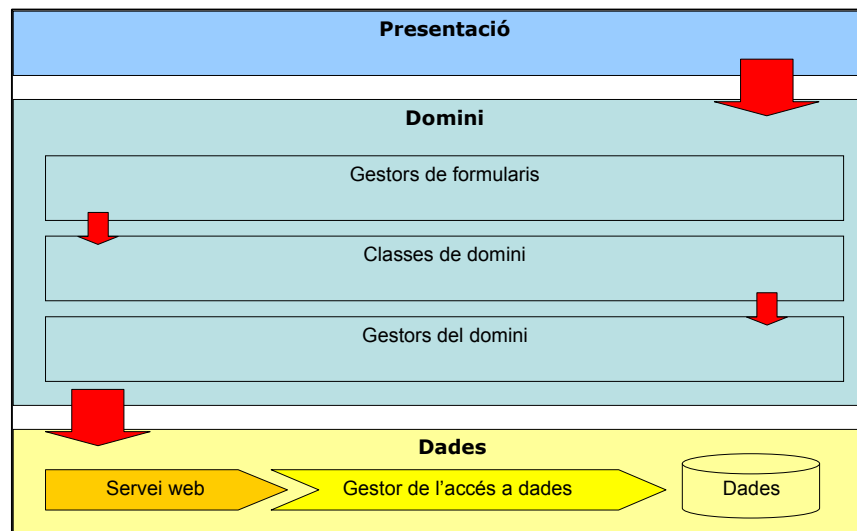 Presentació
Domini
Gestors de formularis
Classes de domini
Gestors del domini
Dades
Servei web
Gestor de l'accés a dades
Dades